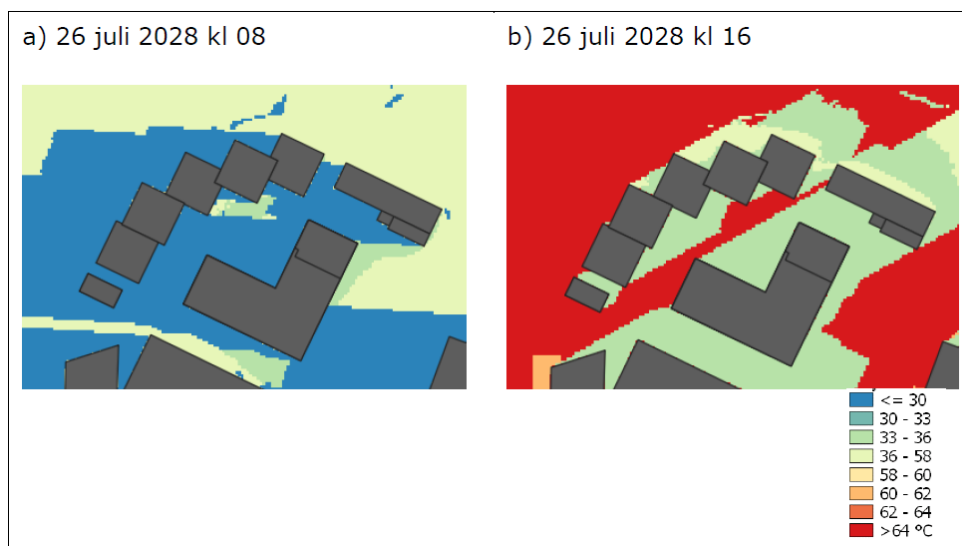 a) 26 juli 2028 kl 08
b) 26 juli 2028 kl 16
<= 30
30 - 33
33 - 36
36 - 58
58 - 60
60 - 62
62 - 64
>64 °C